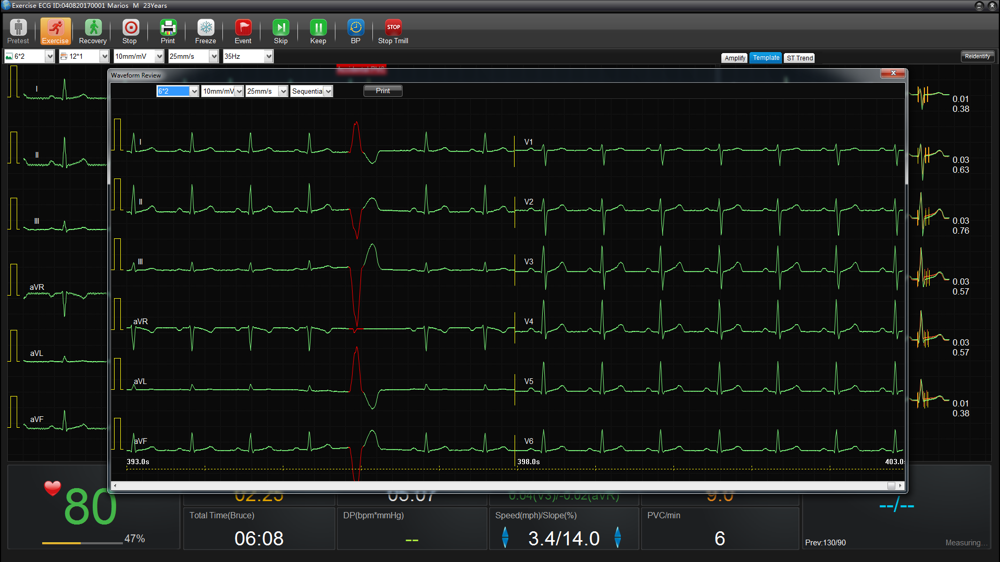 Exercise ECG ID:040820170001 Marios M 23Years
Pretest Exercise Recovery Stop Print Freeze Event Skip Keep BP STOP Stop Tmill
6*2 12*1 10mm/mV 25mm/s 35Hz Amplify Template ST Trend Reidentify
Waveform Review
6*2 10mm/mV 25mm/s Sequentia Print
I
II
III
aVR
aVL
aVF
I V1
II V2
III V3
aVR V4
aVL V5
aVF V6
393.0s 398.0s 403.0
0.01
0.38
0.03
0.63
0.03
0.76
0.03
0.57
0.03
0.57
0.01
0.38
80
47%
02:25 05:07 0.04(V3)/-0.02(aVR) 9.0 --/--
Total Time(Bruce) DP(bpm*mmHg) Speed(mph)/Slope(%) PVC/min
06:08 -- 3.4/14.0 6
Prev:130/90 Measuring...